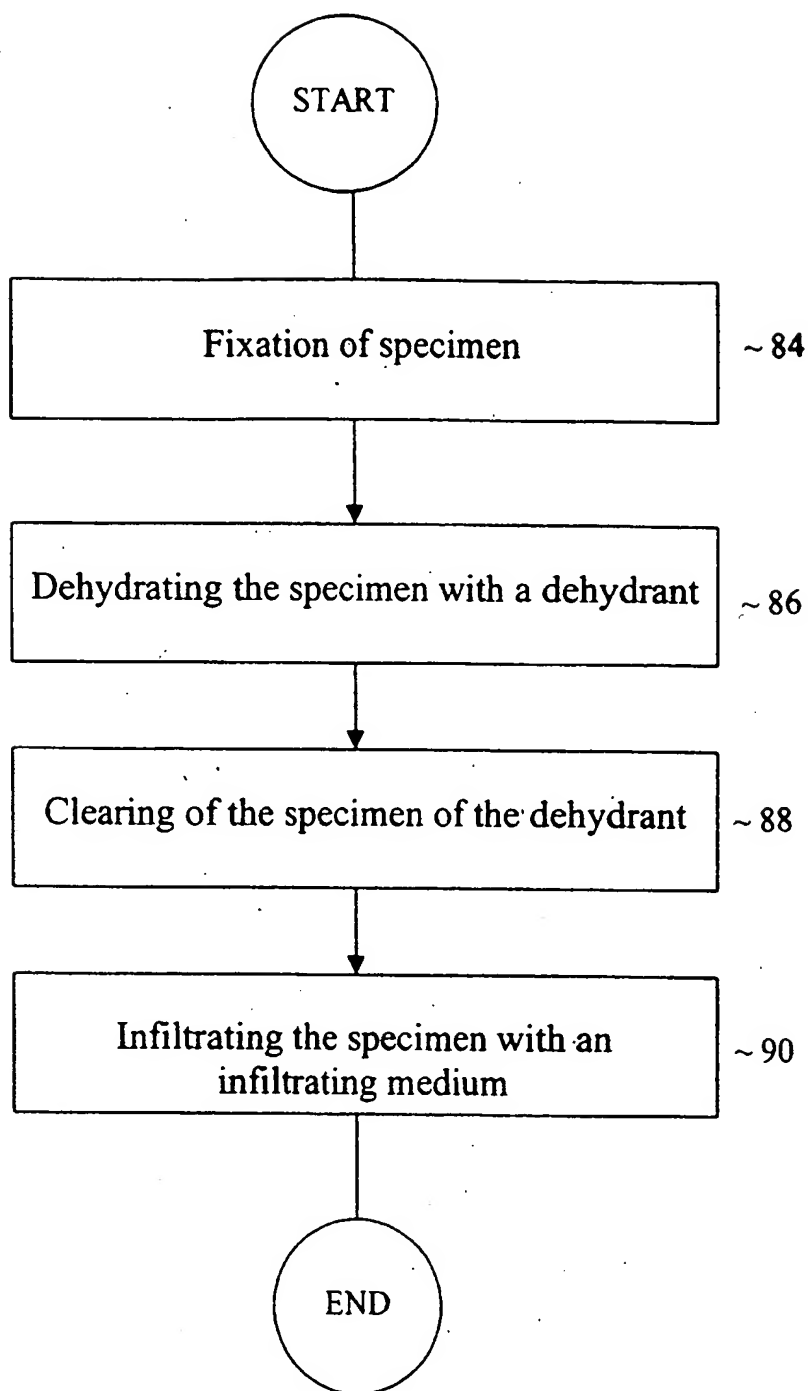 START
Fixation of specimen ~ 84
Dehydrating the specimen with a dehydrant ~ 86
Clearing of the specimen of the dehydrant ~ 88
Infiltrating the specimen with an
infiltrating medium ~ 90
END